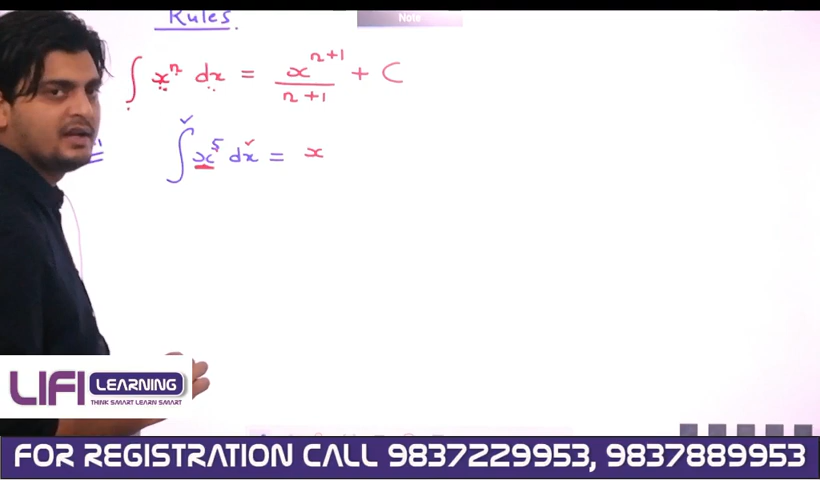 Note
Rules
∫ xⁿ dx = xⁿ⁺¹ / n+1 + C
∫ x⁵ dx = x
LIFI LEARNING
THINK SMART LEARN SMART
FOR REGISTRATION CALL 9837229953, 9837889953